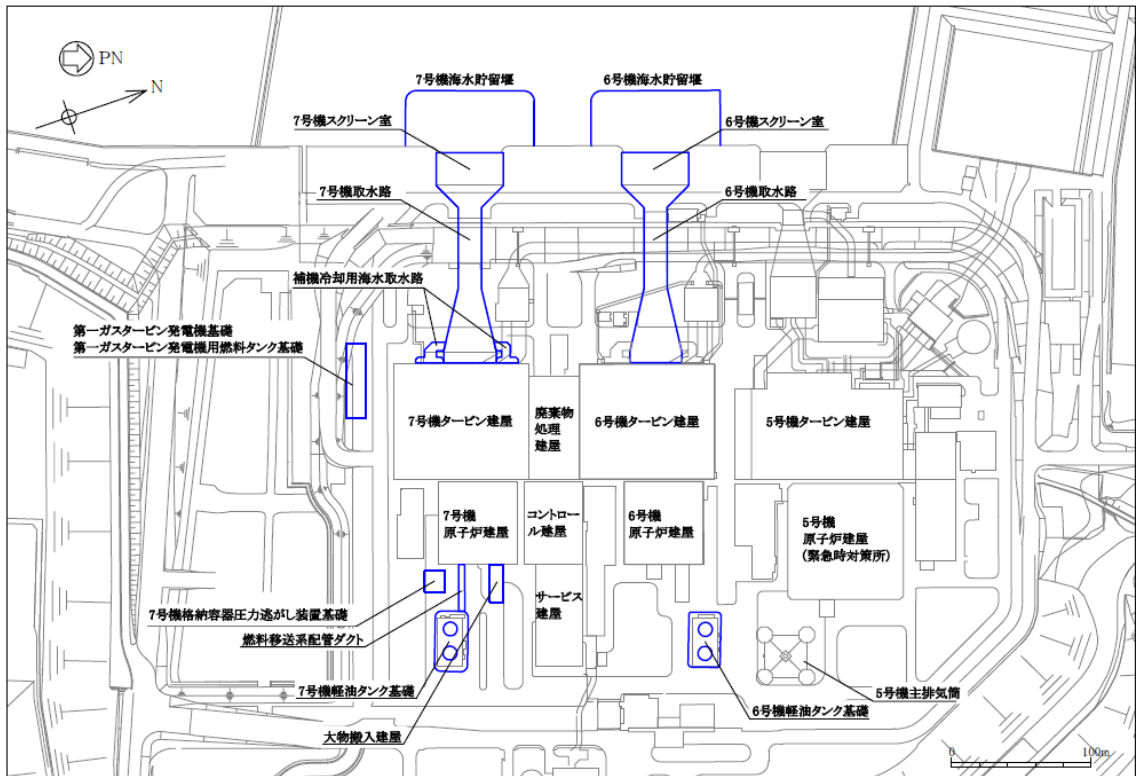 PN
N
7号機海水貯留堰
6号機海水貯留堰
7号機スクリーン室
6号機スクリーン室
7号機取水路
6号機取水路
補機冷却用海水取水路
第一ガスタービン発電機基礎
第一ガスタービン発電機用燃料タンク基礎
7号機タービン建屋
廃棄物
処理
建屋
6号機タービン建屋
5号機タービン建屋
7号機
原子炉建屋
コントロー
ル建屋
6号機
原子炉建屋
5号機
原子炉建屋
(緊急時対策所)
サービス
建屋
7号機格納容器圧力逃がし装置基礎
燃料移送系配管ダクト
7号機軽油タンク基礎
大物搬入建屋
5号機主排気筒
6号機軽油タンク基礎
0
100m